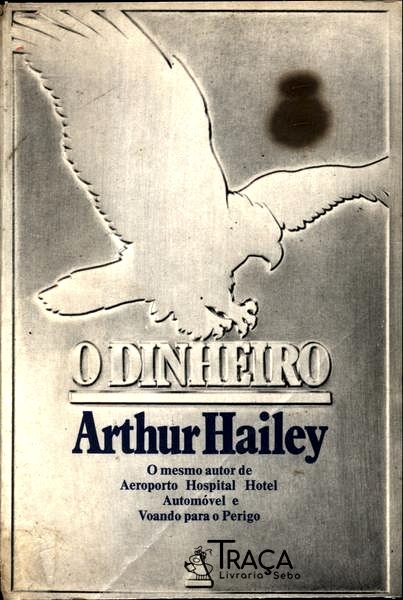 O DINHEIRO
Arthur Hailey
O mesmo autor de
Aeroporto Hospital Hotel
Automóvel e
Voando para o Perigo
TRAÇA
Livraria Sebo